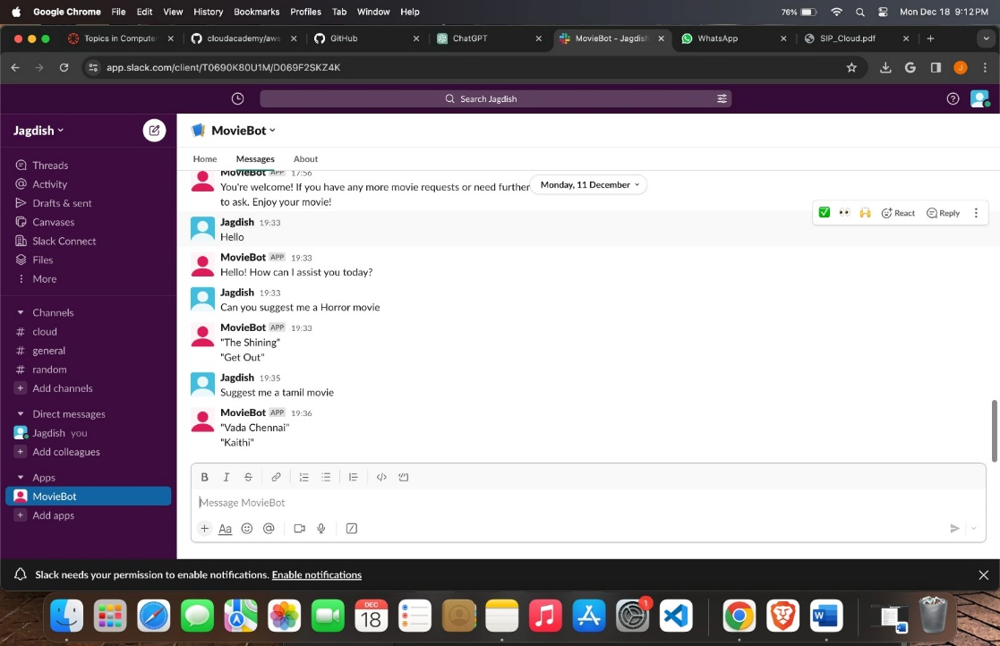 Google Chrome File Edit View History Bookmarks Profiles Tab Window Help 76% Mon Dec 18 9:12 PM
Topics in Computer cloudacademy/aws GitHub ChatGPT MovieBot - Jagdish WhatsApp SIP_Cloud.pdf
app.slack.com/client/T0690K80U1M/D069F2SKZ4K
J
Search Jagdish
Jagdish
Threads
Activity
Drafts & sent
Canvases
Slack Connect
Files
More
Channels
# cloud
# general
# random
+ Add channels
Direct messages
Jagdish you
+ Add colleagues
Apps
MovieBot
+ Add apps
MovieBot
Home Messages About
MovieBot APP 17:56
Monday, 11 December
You're welcome! If you have any more movie requests or need further
to ask. Enjoy your movie!
React Reply
Jagdish 19:33
Hello
MovieBot APP 19:33
Hello! How can I assist you today?
Jagdish 19:33
Can you suggest me a Horror movie
MovieBot APP 19:33
"The Shining"
"Get Out"
Jagdish 19:35
Suggest me a tamil movie
MovieBot APP 19:36
"Vada Chennai"
"Kaithi"
B I S
Message MovieBot
+ Aa @
Slack needs your permission to enable notifications. Enable notifications
DEC
18
1
W